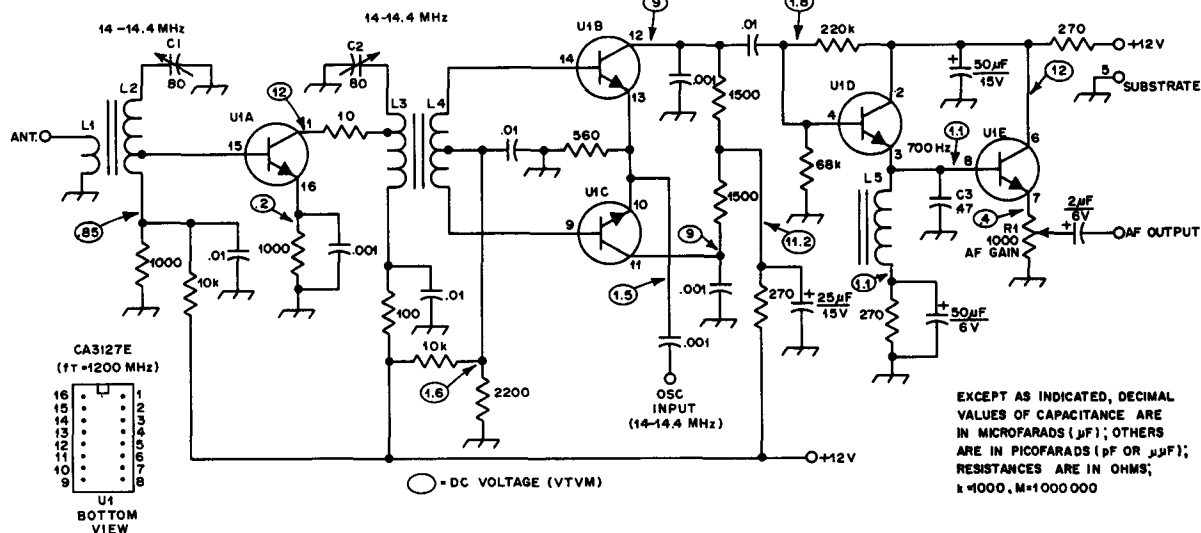 14-14.4 MHz
C1
80
L2
L1
ANT.
.85
1000
.01
10k
14-14.4 MHz
C2
80
12
U1A
11
10
15
16
.2
1000
.001
L3
L4
.01
560
100
.01
10k
1.6
2200
U1B
14
12
13
9
U1C
9
10
11
1.5
.001
OSC
INPUT
(14-14.4 MHz)
.001
1500
1500
9
.001
11.2
270
25µF
15V
.01
1.8
220k
U1D
4
2
3
68k
50µF
15V
270
+12V
5
SUBSTRATE
12
1.1
700 Hz
U1E
8
6
7
L5
C3
47
4
R1
1000
AF GAIN
2µF
6V
AF OUTPUT
1.1
270
50µF
6V
+12V
= DC VOLTAGE (VTVM)
CA3127E
(fT =1200 MHz)
16 1
15 2
14 3
13 4
12 5
11 6
10 7
9 8
U1
BOTTOM
VIEW
EXCEPT AS INDICATED, DECIMAL
VALUES OF CAPACITANCE ARE
IN MICROFARADS (µF); OTHERS
ARE IN PICOFARADS (pF OR µµF);
RESISTANCES ARE IN OHMS;
k=1000, M=1000 000